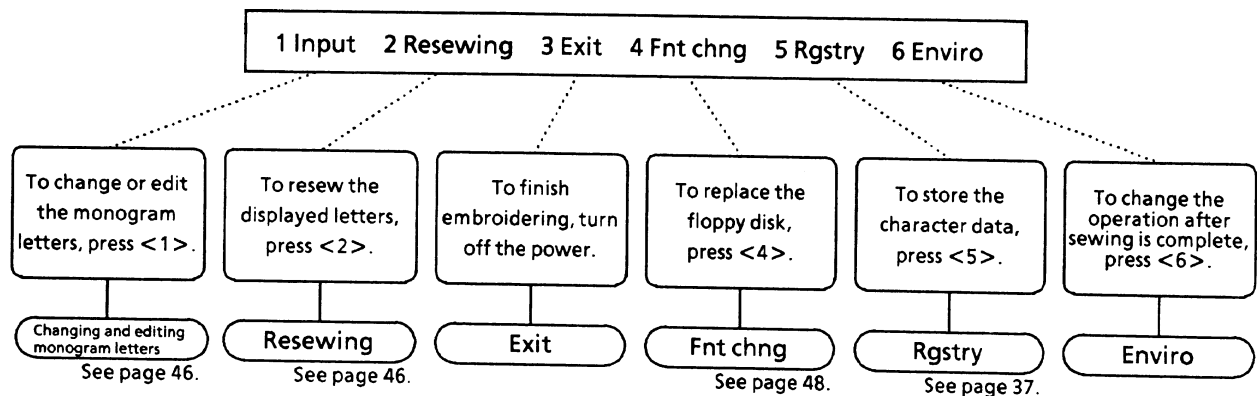 1 Input 2 Resewing 3 Exit 4 Fnt chng 5 Rgstry 6 Enviro
To change or edit
the monogram
letters, press <1>.
Changing and editing
monogram letters
See page 46.
To resew the
displayed letters,
press <2>.
Resewing
See page 46.
To finish
embroidering, turn
off the power.
Exit
To replace the
floppy disk,
press <4>.
Fnt chng
See page 48.
To store the
character data,
press <5>.
Rgstry
See page 37.
To change the
operation after
sewing is complete,
press <6>.
Enviro